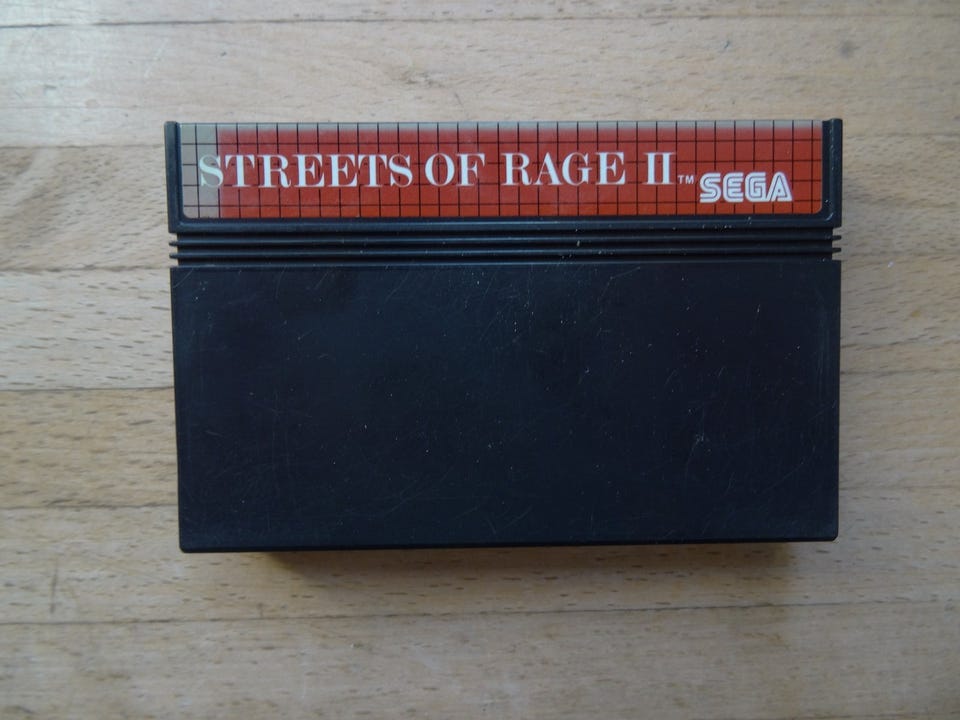 STREETS OF RAGE II™ SEGA